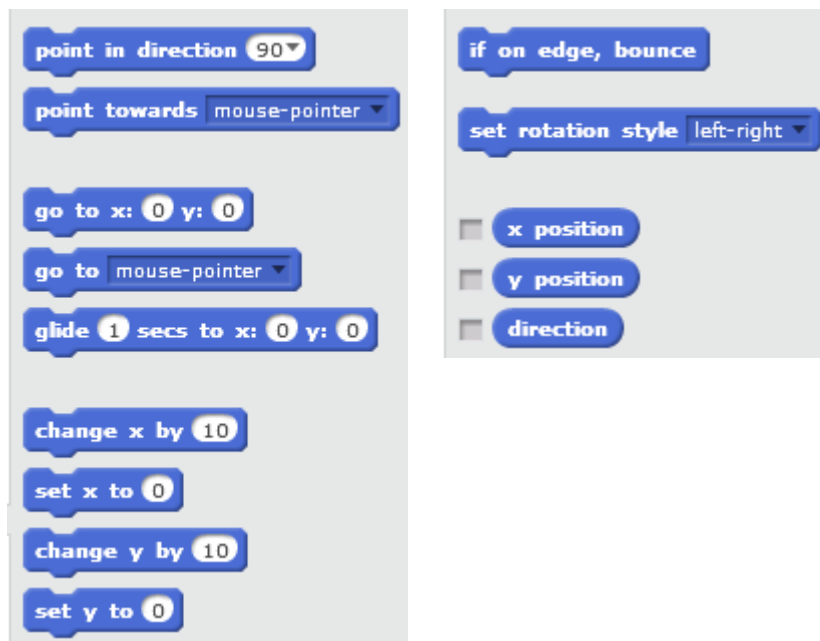 point in direction 90
point towards mouse-pointer
go to x: 0 y: 0
go to mouse-pointer
glide 1 secs to x: 0 y: 0
change x by 10
set x to 0
change y by 10
set y to 0
if on edge, bounce
set rotation style left-right
x position
y position
direction